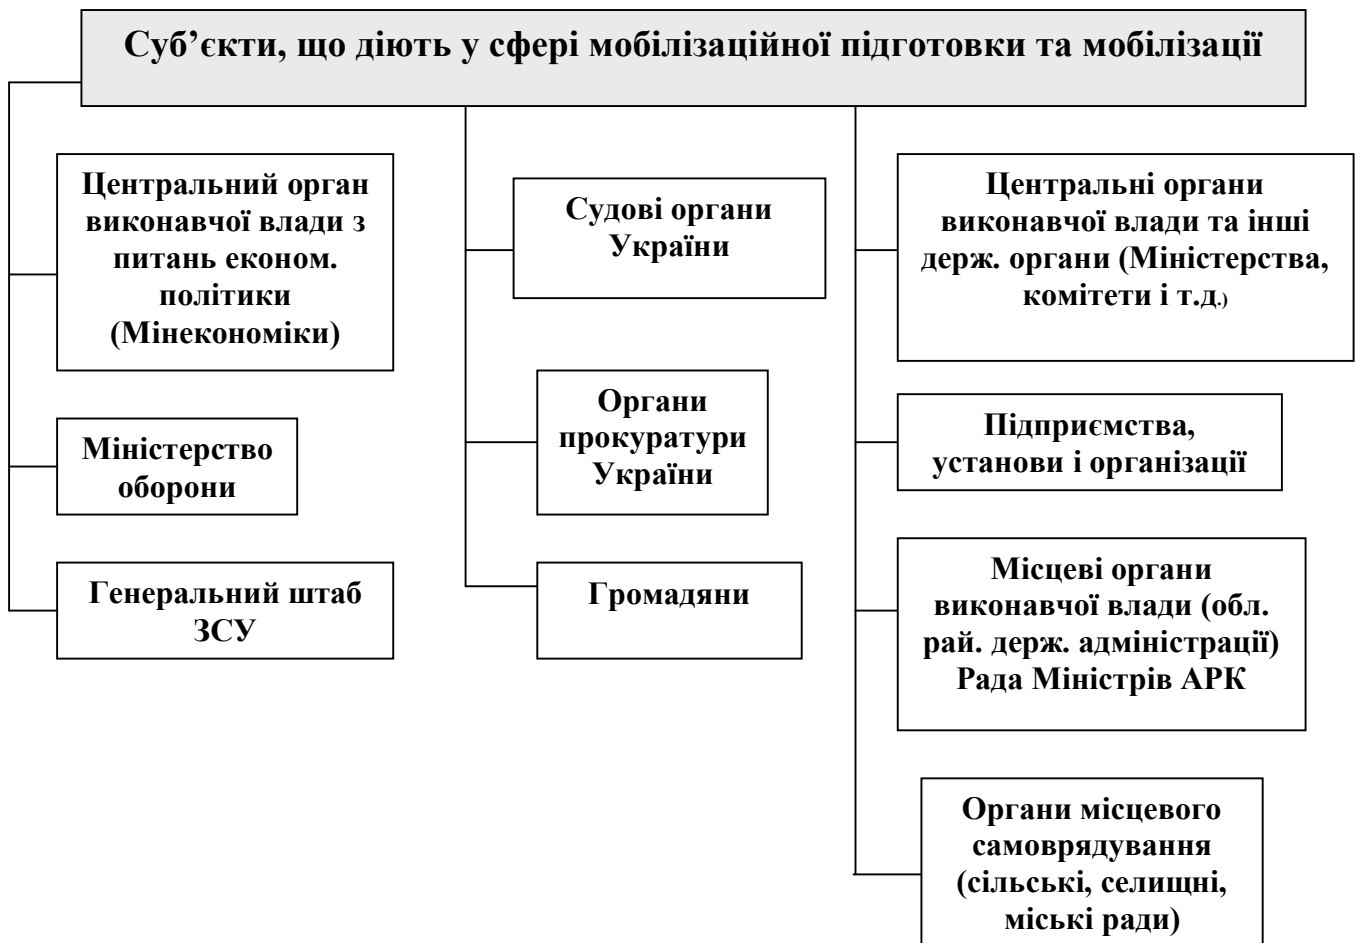 Суб’єкти, що діють у сфері мобілізаційної підготовки та мобілізації
Центральний орган
виконавчої влади з
питань економ.
політики
(Мінекономіки)
Міністерство
оборони
Генеральний штаб
ЗСУ
Судові органи
України
Органи
прокуратури
України
Громадяни
Центральні органи
виконавчої влади та інші
держ. органи (Міністерства,
комітети і т.д.)
Підприємства,
установи і організації
Місцеві органи
виконавчої влади (обл.
рай. держ. адміністрації)
Рада Міністрів АРК
Органи місцевого
самоврядування
(сільські, селищні,
міські ради)